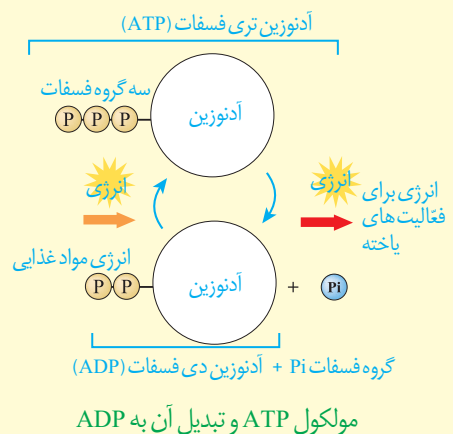 آدنوزین تری فسفات (ATP)
سه گروه فسفات
P P P
آدنوزین
انرژی
انرژی
انرژی برای
فعّالیت‌های
یاخته
انرژی مواد غذایی
P P
آدنوزین
+
Pi
گروه فسفات Pi + آدنوزین دی فسفات (ADP)
مولکول ATP و تبدیل آن به ADP